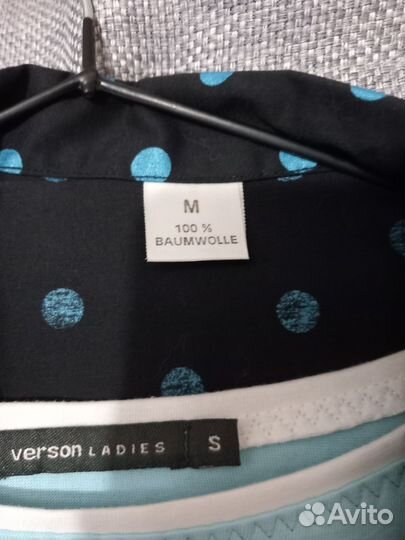 M
100 %
BAUMWOLLE
verson LADIES S
Avito